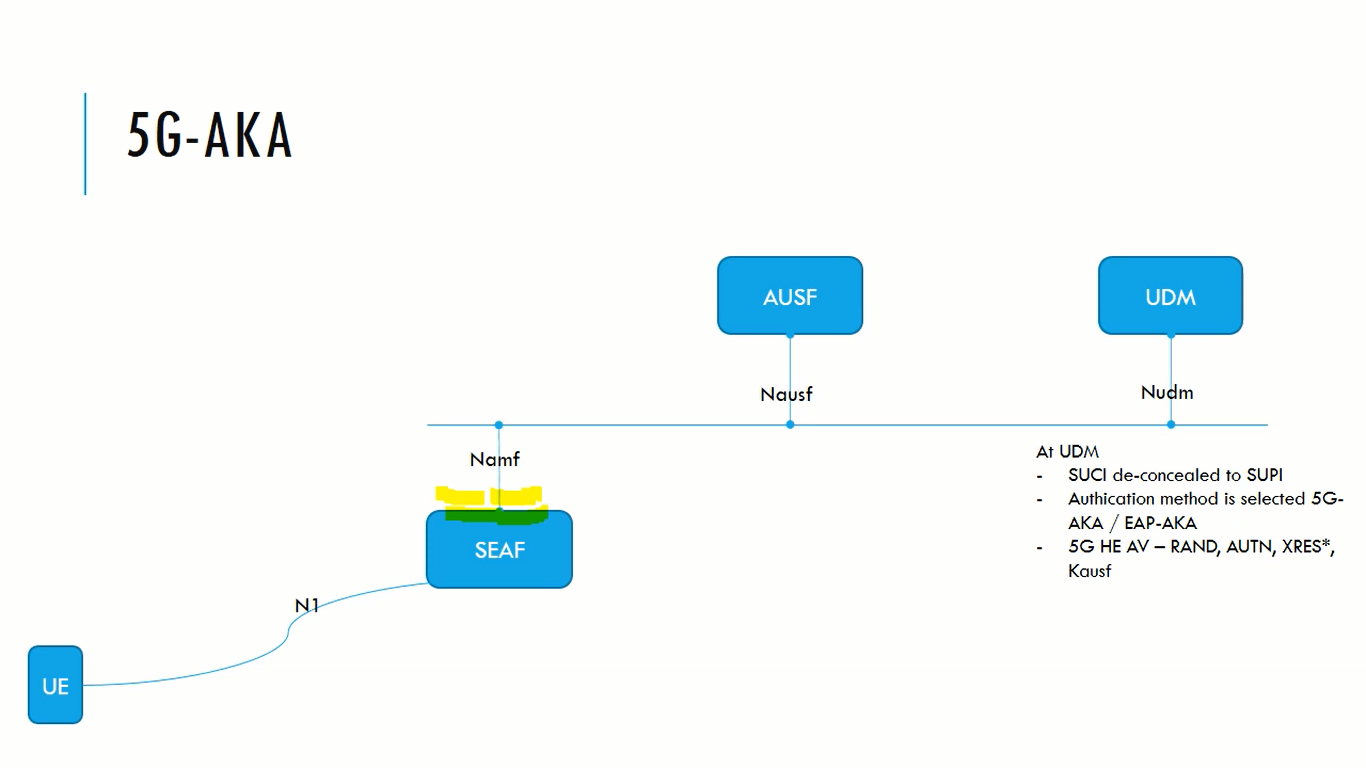 5G-AKA
AUSF
UDM
Nausf
Nudm
Namf
At UDM
- SUCI de-concealed to SUPI
- Authication method is selected 5G-
AKA / EAP-AKA
- 5G HE AV – RAND, AUTN, XRES*,
Kausf
SEAF
N1
UE